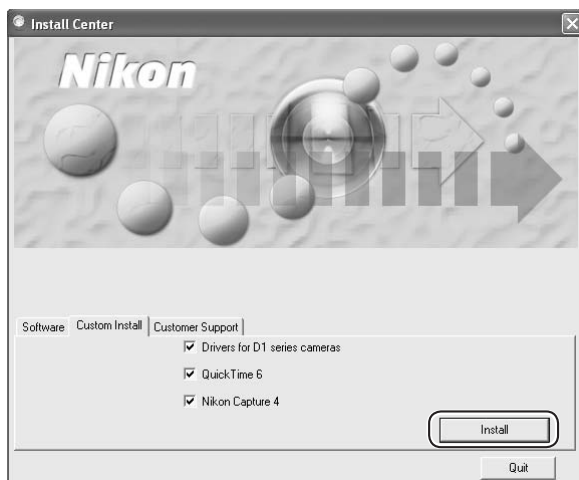 Install Center
Nikon
Software Custom Install Customer Support
Drivers for D1 series cameras
QuickTime 6
Nikon Capture 4
Install
Quit